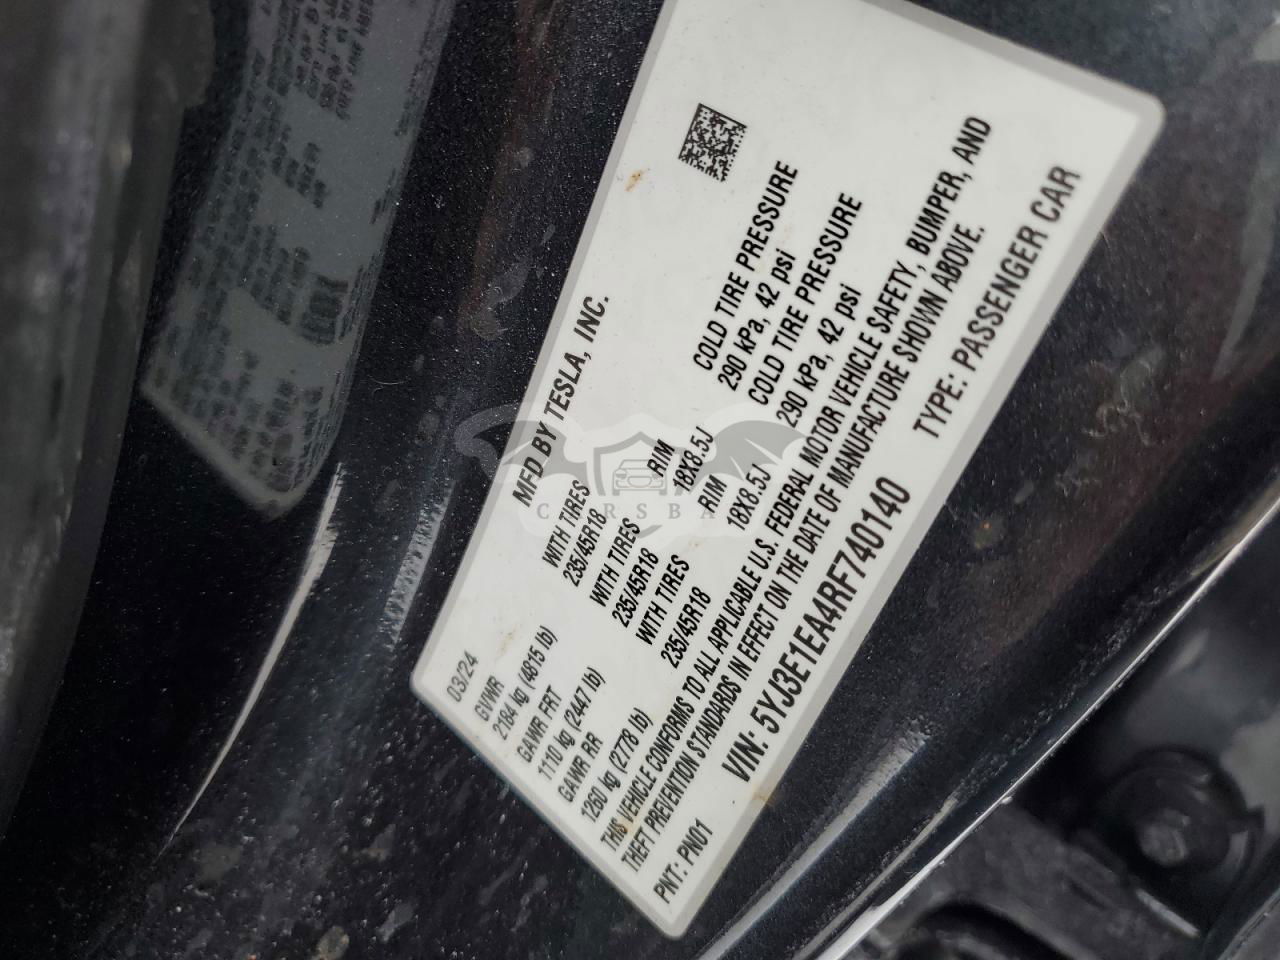 MFD BY TESLA, INC.
03/24
GVWR
2184 kg (4815 lb)
GAWR FRT
1110 kg (2447 lb)
GAWR RR
1260 kg (2778 lb)
WITH TIRES
235/45R18
WITH TIRES
235/45R18
WITH TIRES
235/45R18
RIM
18X8.5J
RIM
18X8.5J
COLD TIRE PRESSURE
290 kPa, 42 psi
COLD TIRE PRESSURE
290 kPa, 42 psi
THIS VEHICLE CONFORMS TO ALL APPLICABLE U.S. FEDERAL MOTOR VEHICLE SAFETY, BUMPER, AND
THEFT PREVENTION STANDARDS IN EFFECT ON THE DATE OF MANUFACTURE SHOWN ABOVE.
PNT: PN01
VIN: 5YJ3E1EA4RF740140
TYPE: PASSENGER CAR